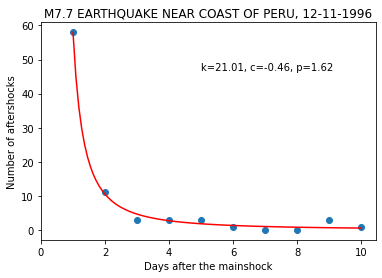 M7.7 EARTHQUAKE NEAR COAST OF PERU, 12-11-1996
k=21.01, c=-0.46, p=1.62
Number of aftershocks
60
50
40
30
20
10
0
0 2 4 6 8 10
Days after the mainshock